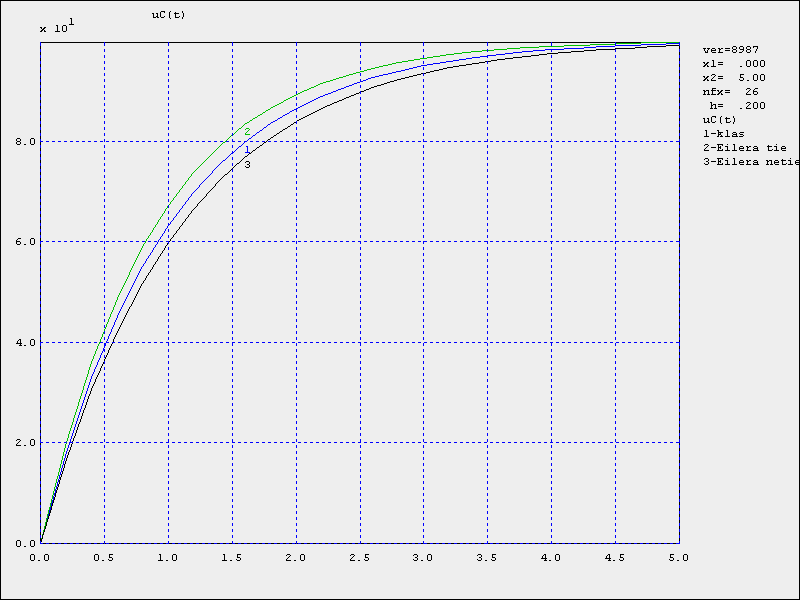 uC(t)
x 10^1
ver=8987
x1= .000
x2= 5.00
nfx= 26
h= .200
uC(t)
1-klas
2-Eilera tie
3-Eilera netie
8.0
6.0
4.0
2.0
0.0
2
1
3
0.0 0.5 1.0 1.5 2.0 2.5 3.0 3.5 4.0 4.5 5.0